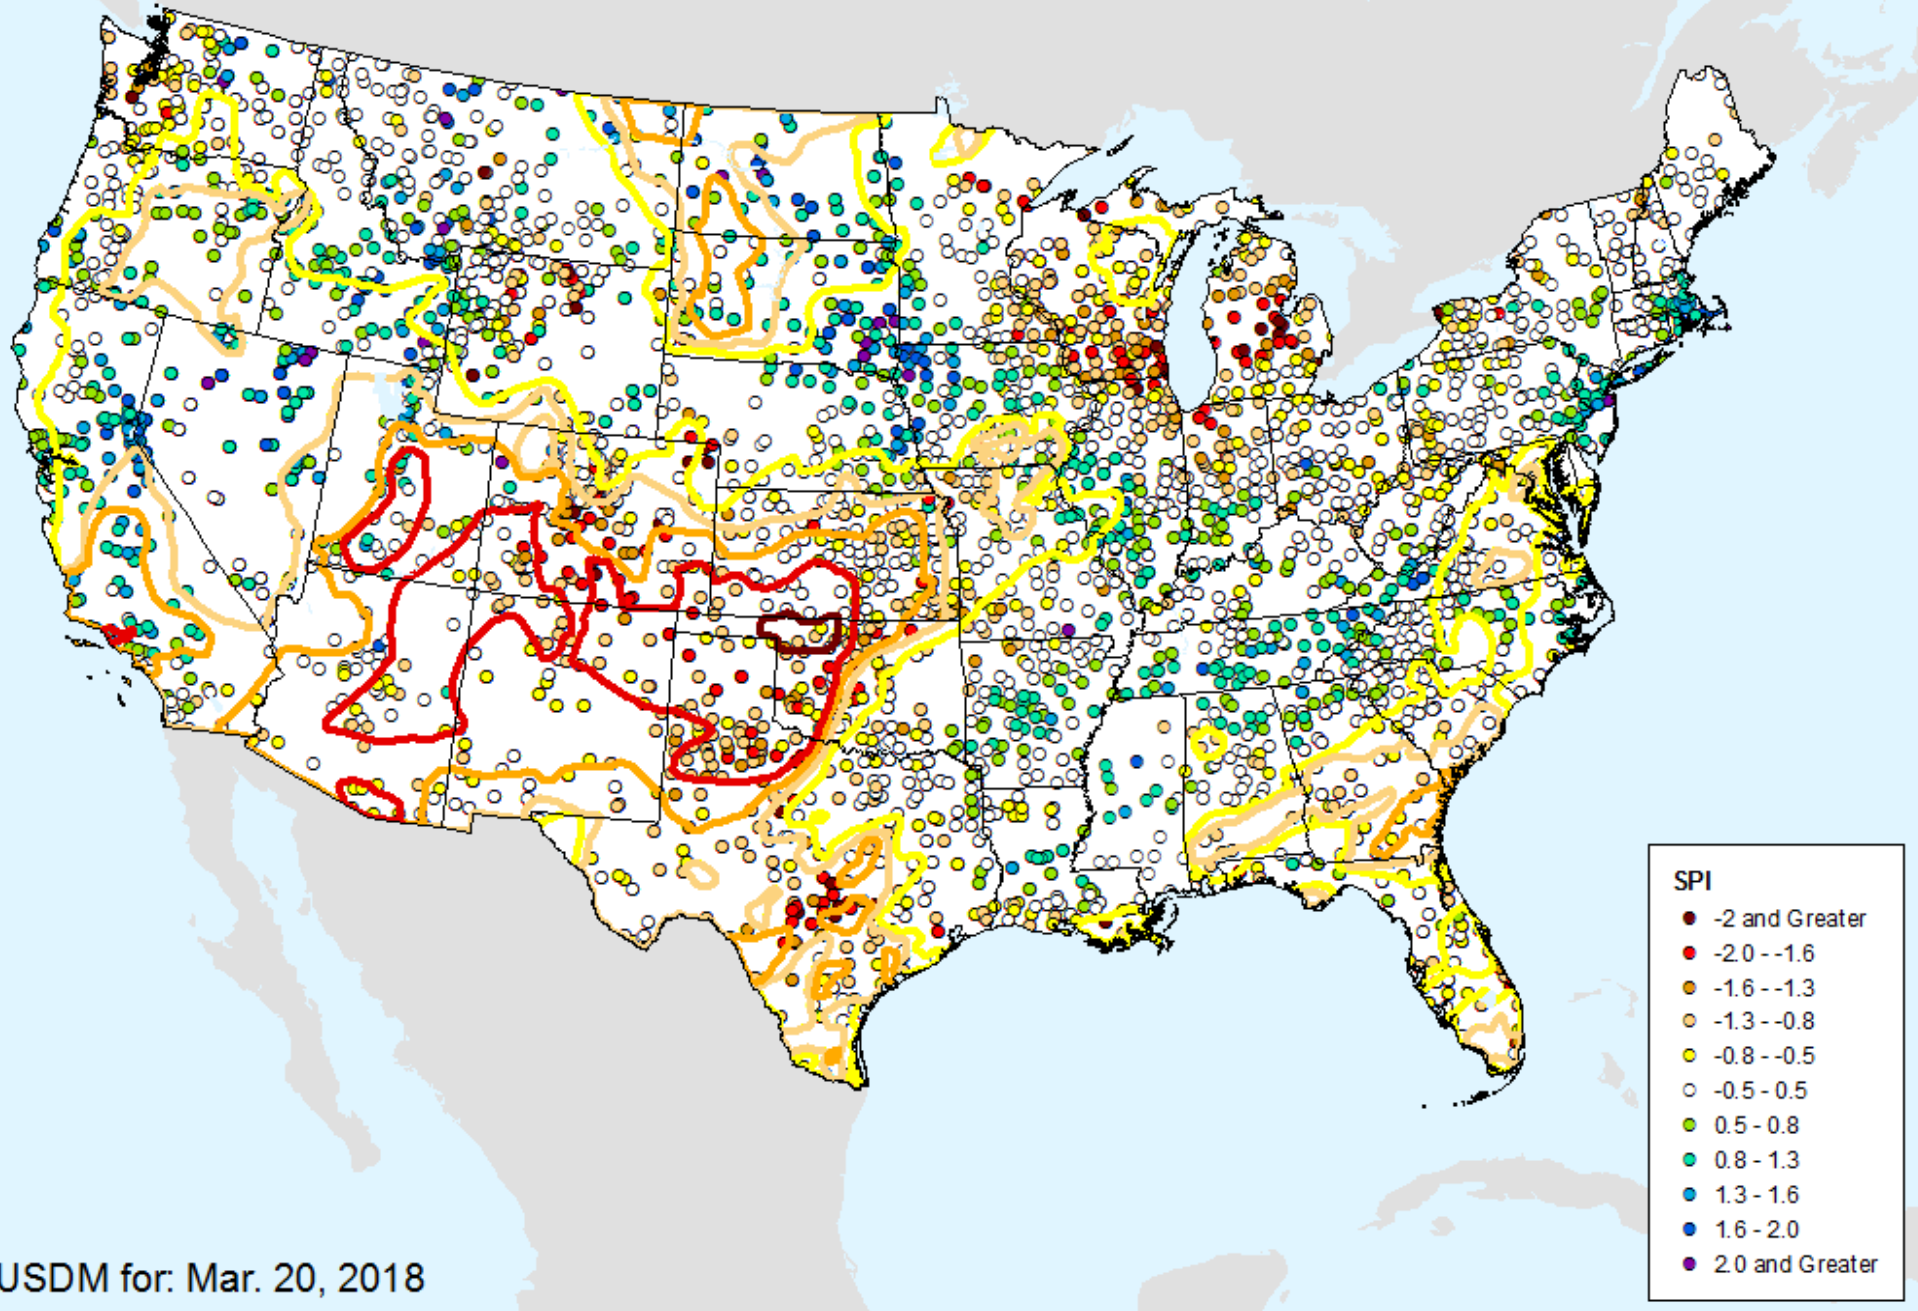 SPI
-2 and Greater
-2.0 - -1.6
-1.6 - -1.3
-1.3 - -0.8
-0.8 - -0.5
-0.5 - 0.5
0.5 - 0.8
0.8 - 1.3
1.3 - 1.6
1.6 - 2.0
2.0 and Greater
USDM for: Mar. 20, 2018